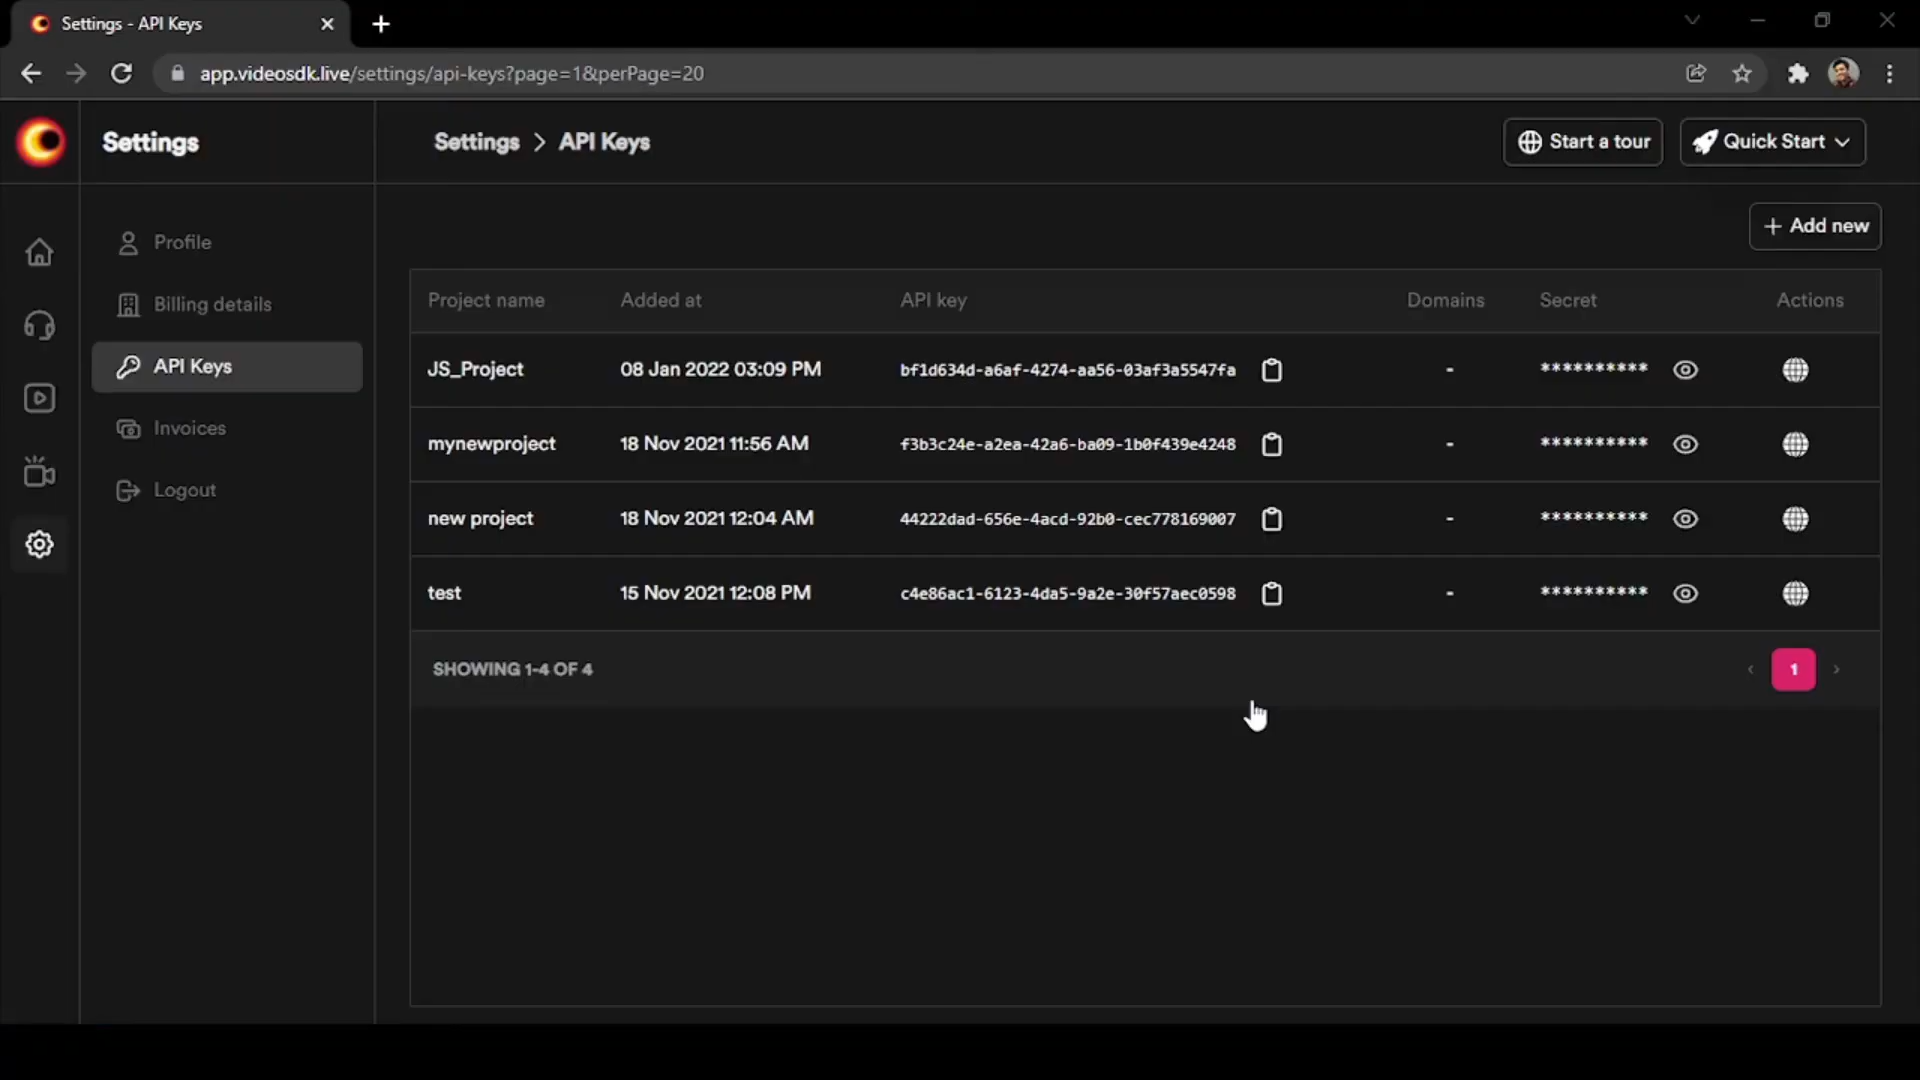 Settings - API Keys
app.videosdk.live/settings/api-keys?page=1&perPage=20
Settings
Settings > API Keys
Start a tour
Quick Start
Profile
Billing details
API Keys
Invoices
Logout
+ Add new
Project name Added at API key Domains Secret Actions
JS_Project 08 Jan 2022 03:09 PM bf1d634d-a6af-4274-aa56-03af3a5547fa - **********
mynewproject 18 Nov 2021 11:56 AM f3b3c24e-a2ea-42a6-ba09-1b0f439e4248 - **********
new project 18 Nov 2021 12:04 AM 44222dad-656e-4acd-92b0-cec778169007 - **********
test 15 Nov 2021 12:08 PM c4e86ac1-6123-4da5-9a2e-30f57aec0598 - **********
SHOWING 1-4 OF 4
‹ 1 ›